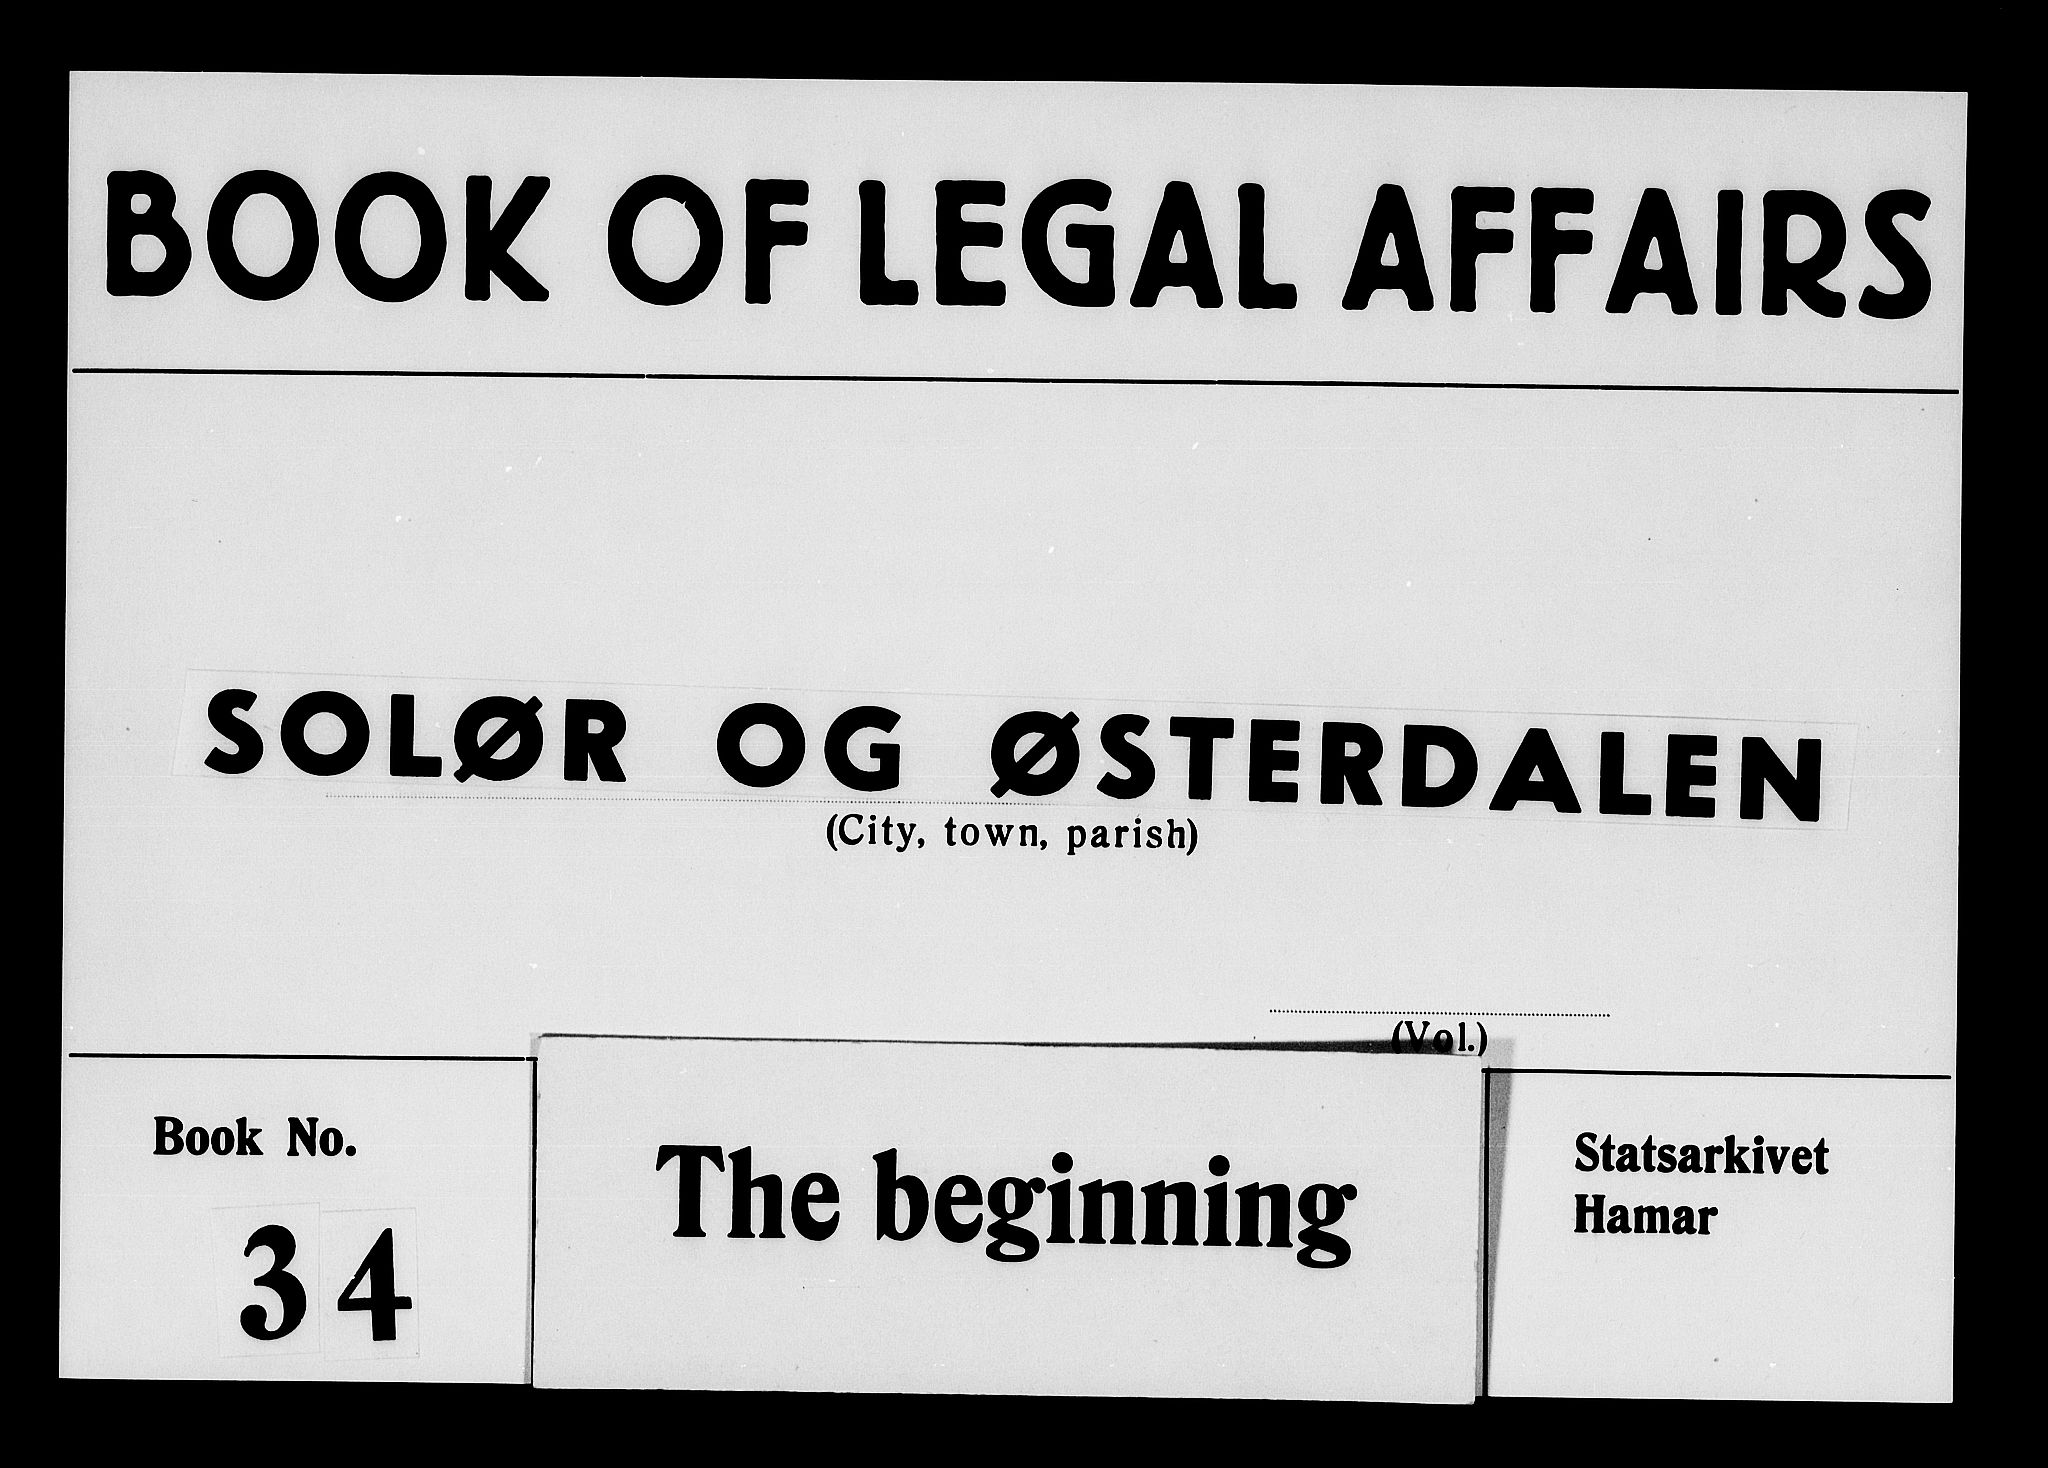 BOOK OF LEGAL AFFAIRS
SOLØR OG ØSTERDALEN
(City, town, parish)
(Vol.)
Book No.
34
The beginning
Statsarkivet
Hamar